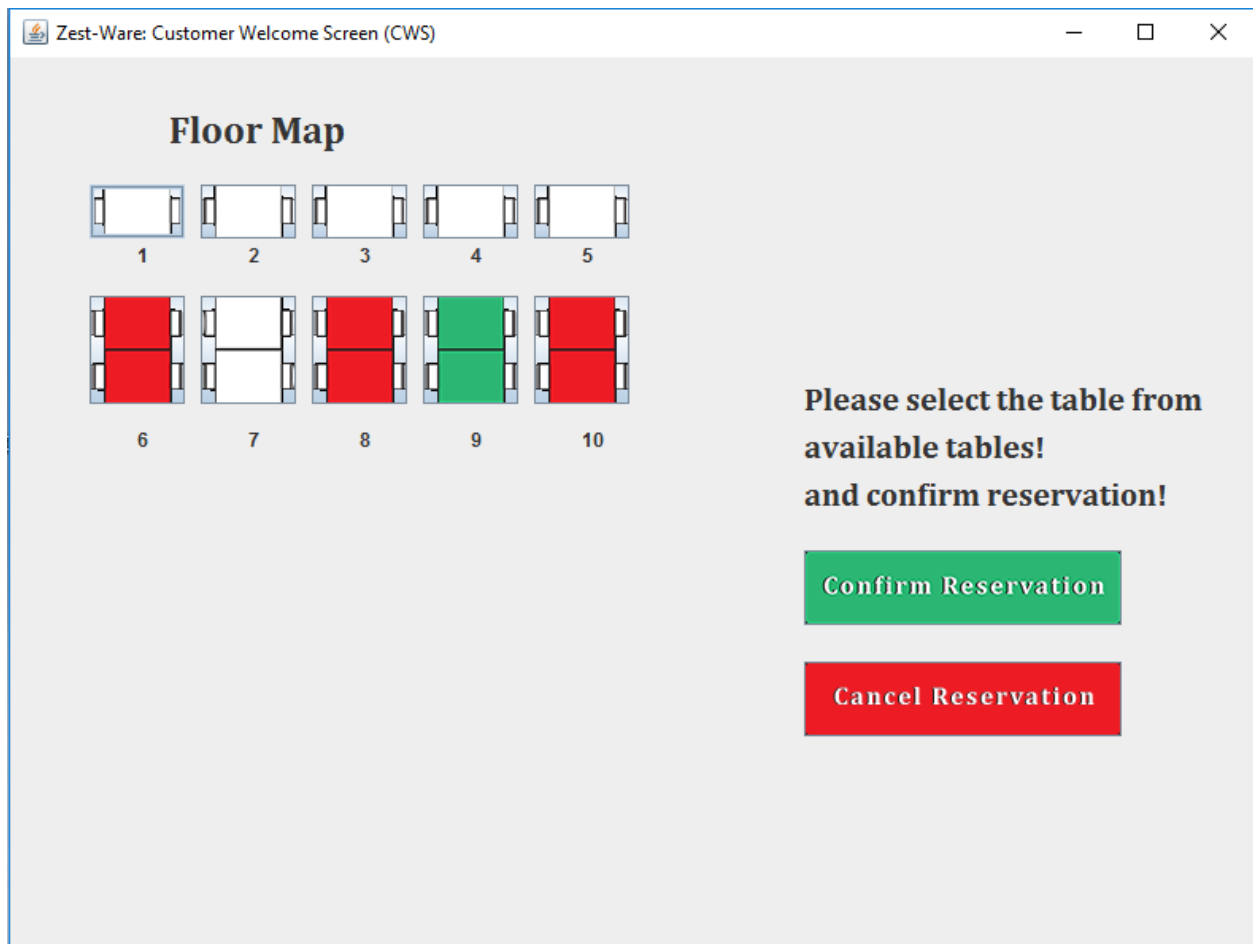 Zest-Ware: Customer Welcome Screen (CWS)
Floor Map
1 2 3 4 5
6 7 8 9 10
Please select the table from
available tables!
and confirm reservation!
Confirm Reservation
Cancel Reservation